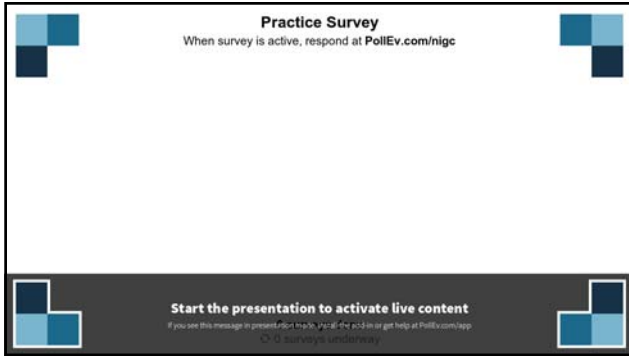 Practice Survey
When survey is active, respond at PollEv.com/nigc
Start the presentation to activate live content
If you see this message in presentation mode, install the add-in or get help at PollEv.com/app
0 surveys underway